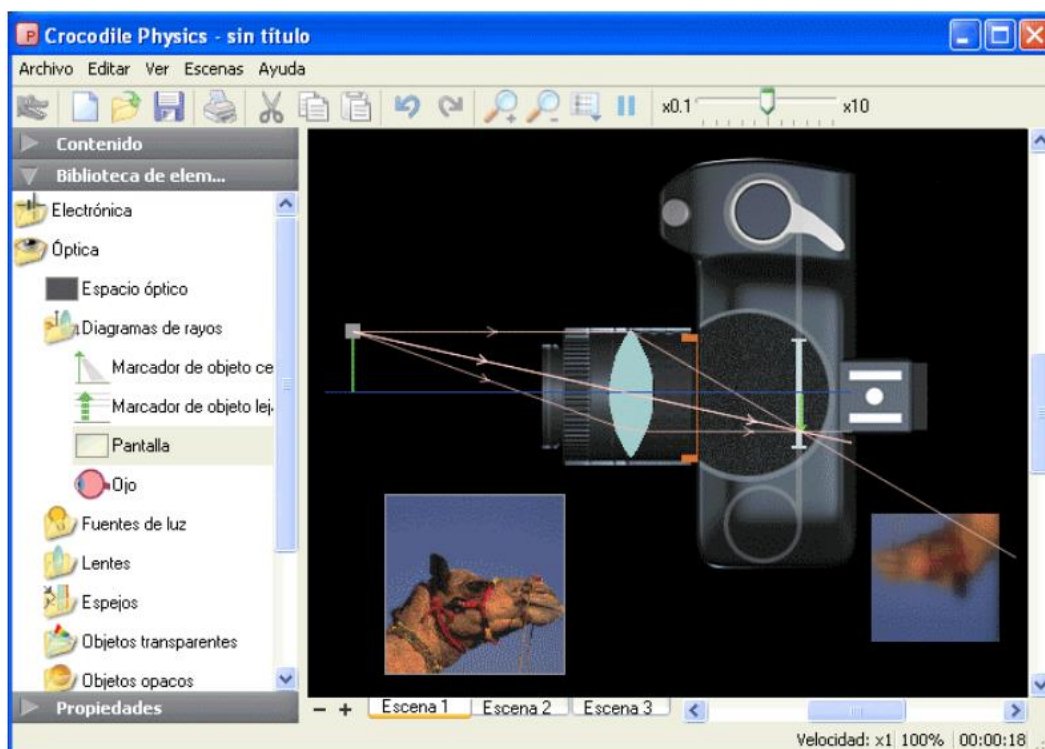 Crocodile Physics - sin título
Archivo Editar Ver Escenas Ayuda
x0.1 x10
Contenido
Biblioteca de elem...
Electrónica
Óptica
Espacio óptico
Diagramas de rayos
Marcador de objeto ce
Marcador de objeto lej
Pantalla
Ojo
Fuentes de luz
Lentes
Espejos
Objetos transparentes
Objetos opacos
Propiedades
Escena 1 Escena 2 Escena 3
Velocidad: x1 100% 00:00:18